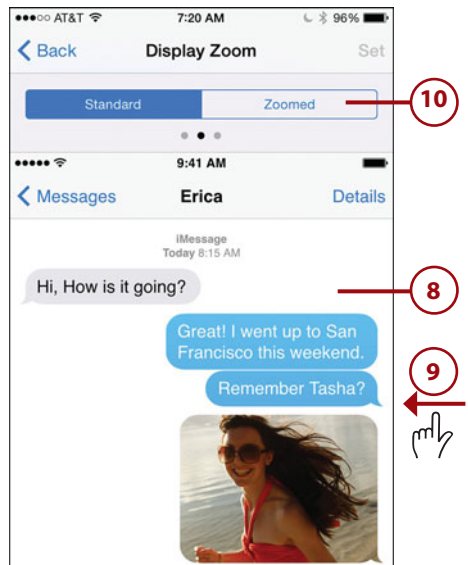 AT&T 7:20 AM 96%
Back Display Zoom Set
Standard Zoomed
10
9:41 AM
Messages Erica Details
iMessage
Today 8:15 AM
Hi, How is it going?
8
Great! I went up to San
Francisco this weekend.
9
Remember Tasha?